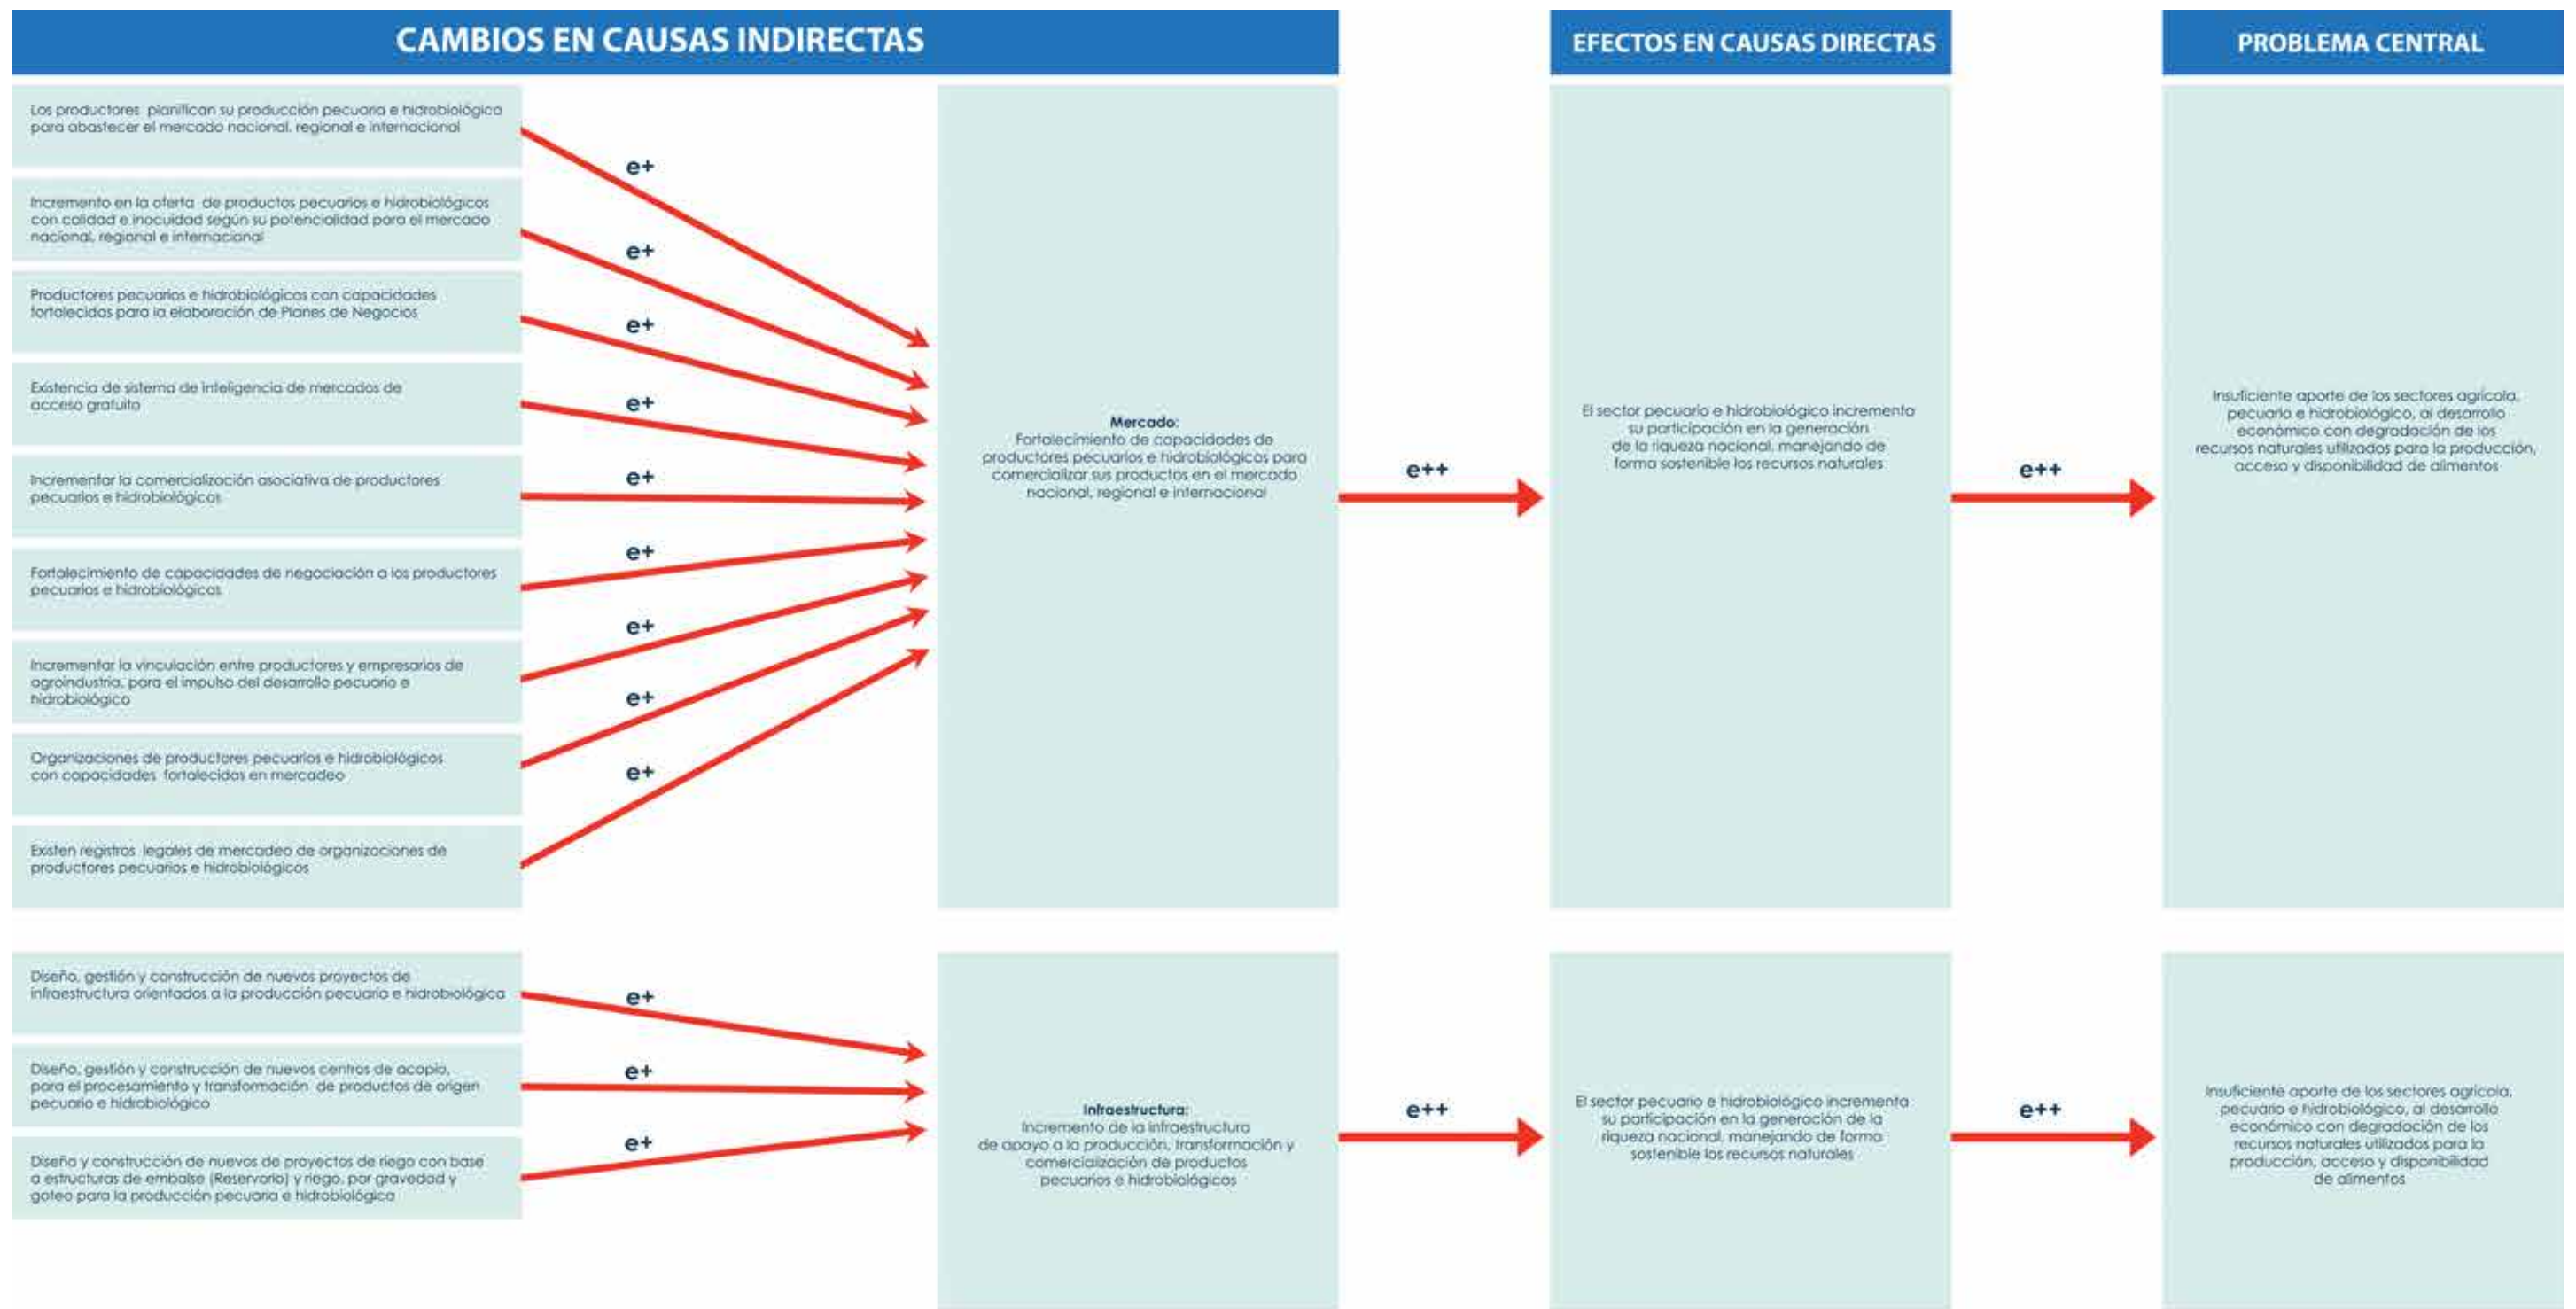 CAMBIOS EN CAUSAS INDIRECTAS
EFECTOS EN CAUSAS DIRECTAS
PROBLEMA CENTRAL
Los productores planifican su producción pecuaria e hidrobiológico
para abastecer el mercado nacional, regional e internacional
e+
Incremento en la oferta de productos pecuarios e hidrobiológicos
con calidad e inocuidad según su potencialidad para el mercado
nacional, regional e internacional
e+
Productores pecuarios e hidrobiológicos con capacidades
fortalecidas para la elaboración de Planes de Negocios
e+
Existencia de sistema de inteligencia de mercados de
acceso gratuito
e+
Incrementar la comercialización asociativa de productores
pecuarios e hidrobiológicos
e+
Fortalecimiento de capacidades de negociación a los productores
pecuarios e hidrobiológicos
e+
Incrementar la vinculación entre productores y empresarios de
agroindustria, para el impulso del desarrollo pecuario e
hidrobiológico
e+
Organizaciones de productores pecuarios e hidrobiológicos
con capacidades fortalecidas en mercadeo
e+
Existen registros legales de mercadeo de organizaciones de
productores pecuarios e hidrobiológicos
e+
Mercado:
Fortalecimiento de capacidades de
productores pecuarios e hidrobiológicos para
comercializar sus productos en el mercado
nacional, regional e internacional
e++
El sector pecuario e hidrobiológico incrementa
su participación en la generación
de la riqueza nacional, manejando de
forma sostenible los recursos naturales
e++
Insuficiente aporte de los sectores agrícola,
pecuario e hidrobiológico, al desarrollo
económico con degradación de los
recursos naturales utilizados para la producción,
acceso y disponibilidad de alimentos
Diseño, gestión y construcción de nuevos proyectos de
infraestructura orientados a la producción pecuaria e hidrobiológica
e+
Diseño, gestión y construcción de nuevos centros de acopio,
para el procesamiento y transformación de productos de origen
pecuario e hidrobiológico
e+
Diseño y construcción de nuevos de proyectos de riego con base
a estructuras de embalse (Reservorio) y riego, por gravedad y
goteo para la producción pecuaria e hidrobiológica
e+
Infraestructura:
Incremento de la infraestructura
de apoyo a la producción, transformación y
comercialización de productos
pecuarios e hidrobiológicos
e++
El sector pecuario e hidrobiológico incrementa
su participación en la generación de la
riqueza nacional, manejando de forma
sostenible los recursos naturales
e++
Insuficiente aporte de los sectores agrícola,
pecuario e hidrobiológico, al desarrollo
económico con degradación de los
recursos naturales utilizados para la
producción, acceso y disponibilidad
de alimentos